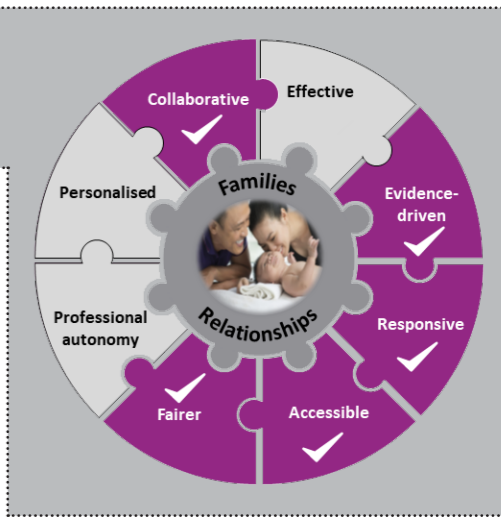 Effective
Collaborative
Evidence-
driven
Personalised
Families
Responsive
Professional
autonomy
Relationships
Fairer
Accessible